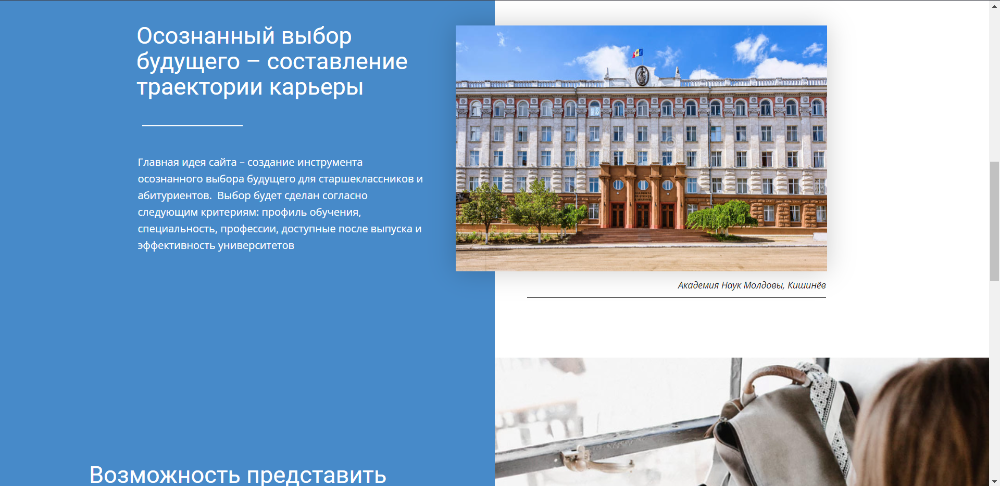 Осознанный выбор
будущего – составление
траектории карьеры
Главная идея сайта – создание инструмента
осознанного выбора будущего для старшеклассников и
абитуриентов.  Выбор будет сделан согласно
следующим критериям: профиль обучения,
специальность, профессии, доступные после выпуска и
эффективность университетов
Академия Наук Молдовы, Кишинёв
Возможность представить